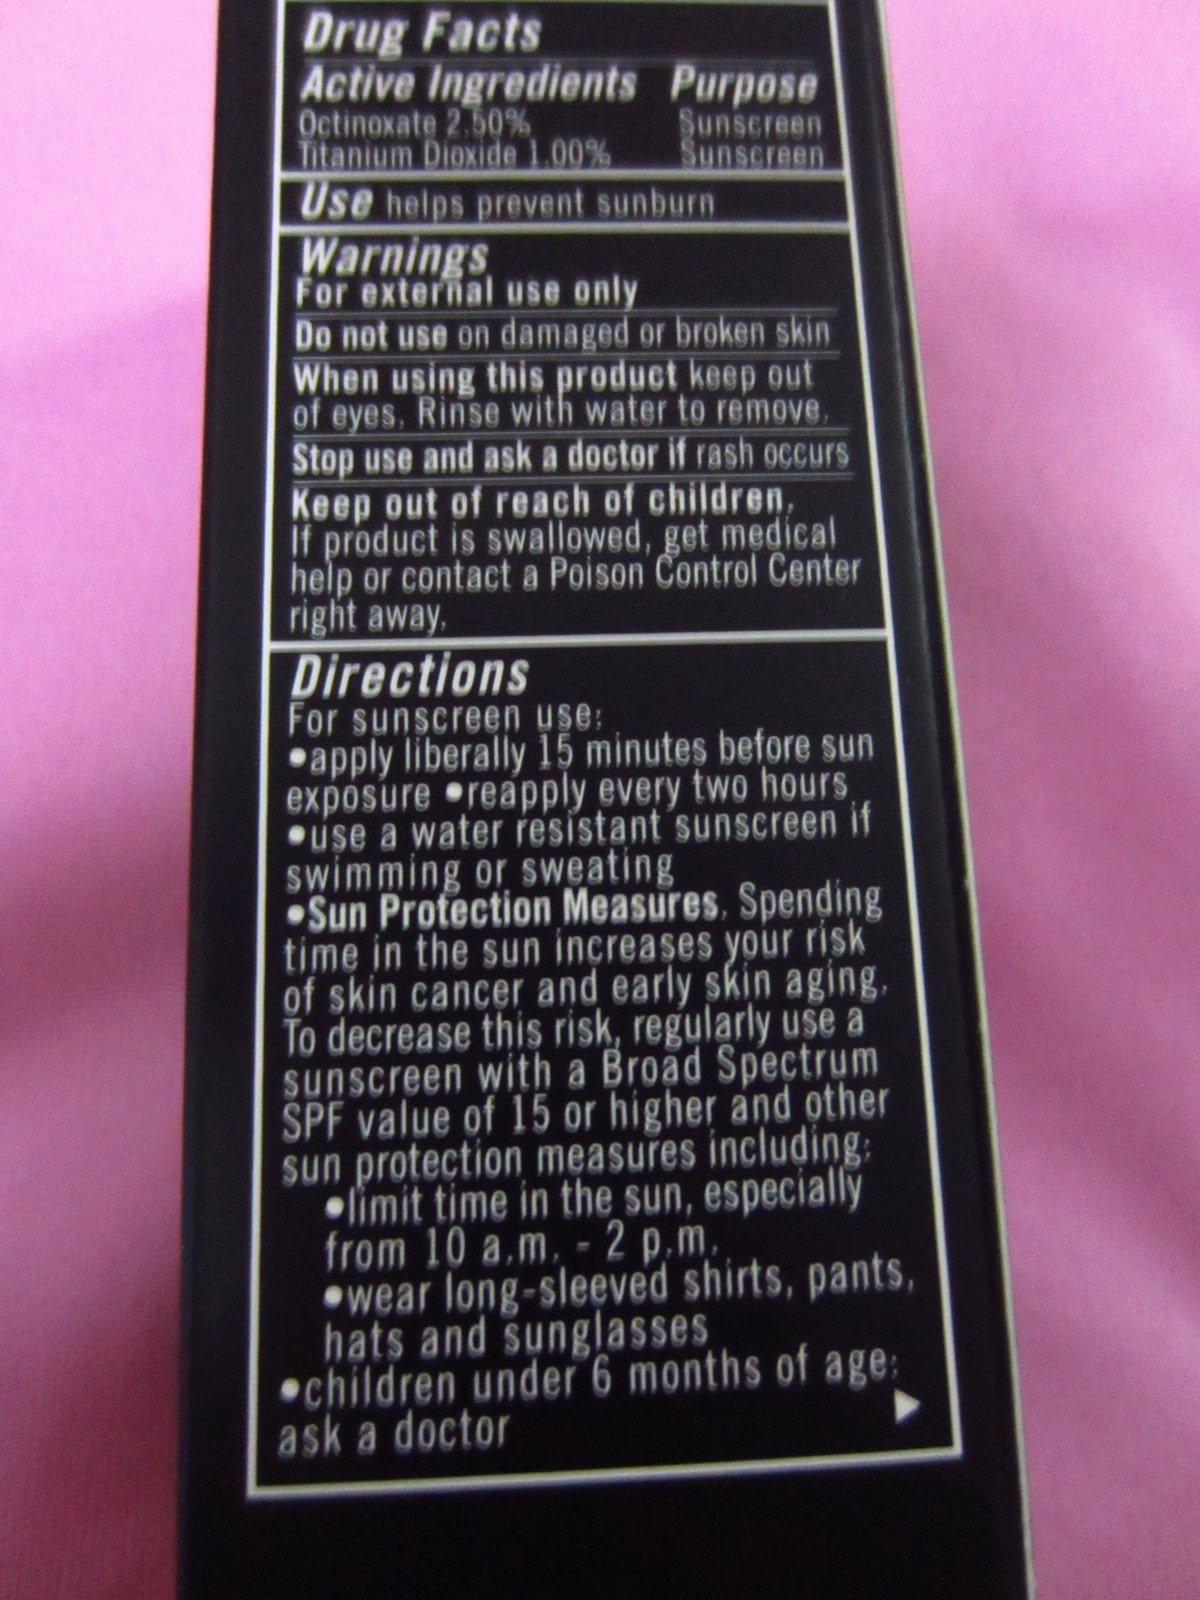 Drug Facts
Active Ingredients Purpose
Octinoxate 2.50% Sunscreen
Titanium Dioxide 1.00% Sunscreen
Use helps prevent sunburn
Warnings
For external use only
Do not use on damaged or broken skin
When using this product keep out
of eyes. Rinse with water to remove.
Stop use and ask a doctor if rash occurs
Keep out of reach of children.
If product is swallowed, get medical
help or contact a Poison Control Center
right away.
Directions
For sunscreen use:
•apply liberally 15 minutes before sun
exposure •reapply every two hours
•use a water resistant sunscreen if
swimming or sweating
•Sun Protection Measures. Spending
time in the sun increases your risk
of skin cancer and early skin aging.
To decrease this risk, regularly use a
sunscreen with a Broad Spectrum
SPF value of 15 or higher and other
sun protection measures including:
•limit time in the sun, especially
from 10 a.m. - 2 p.m.
•wear long-sleeved shirts, pants,
hats and sunglasses
•children under 6 months of age:
ask a doctor